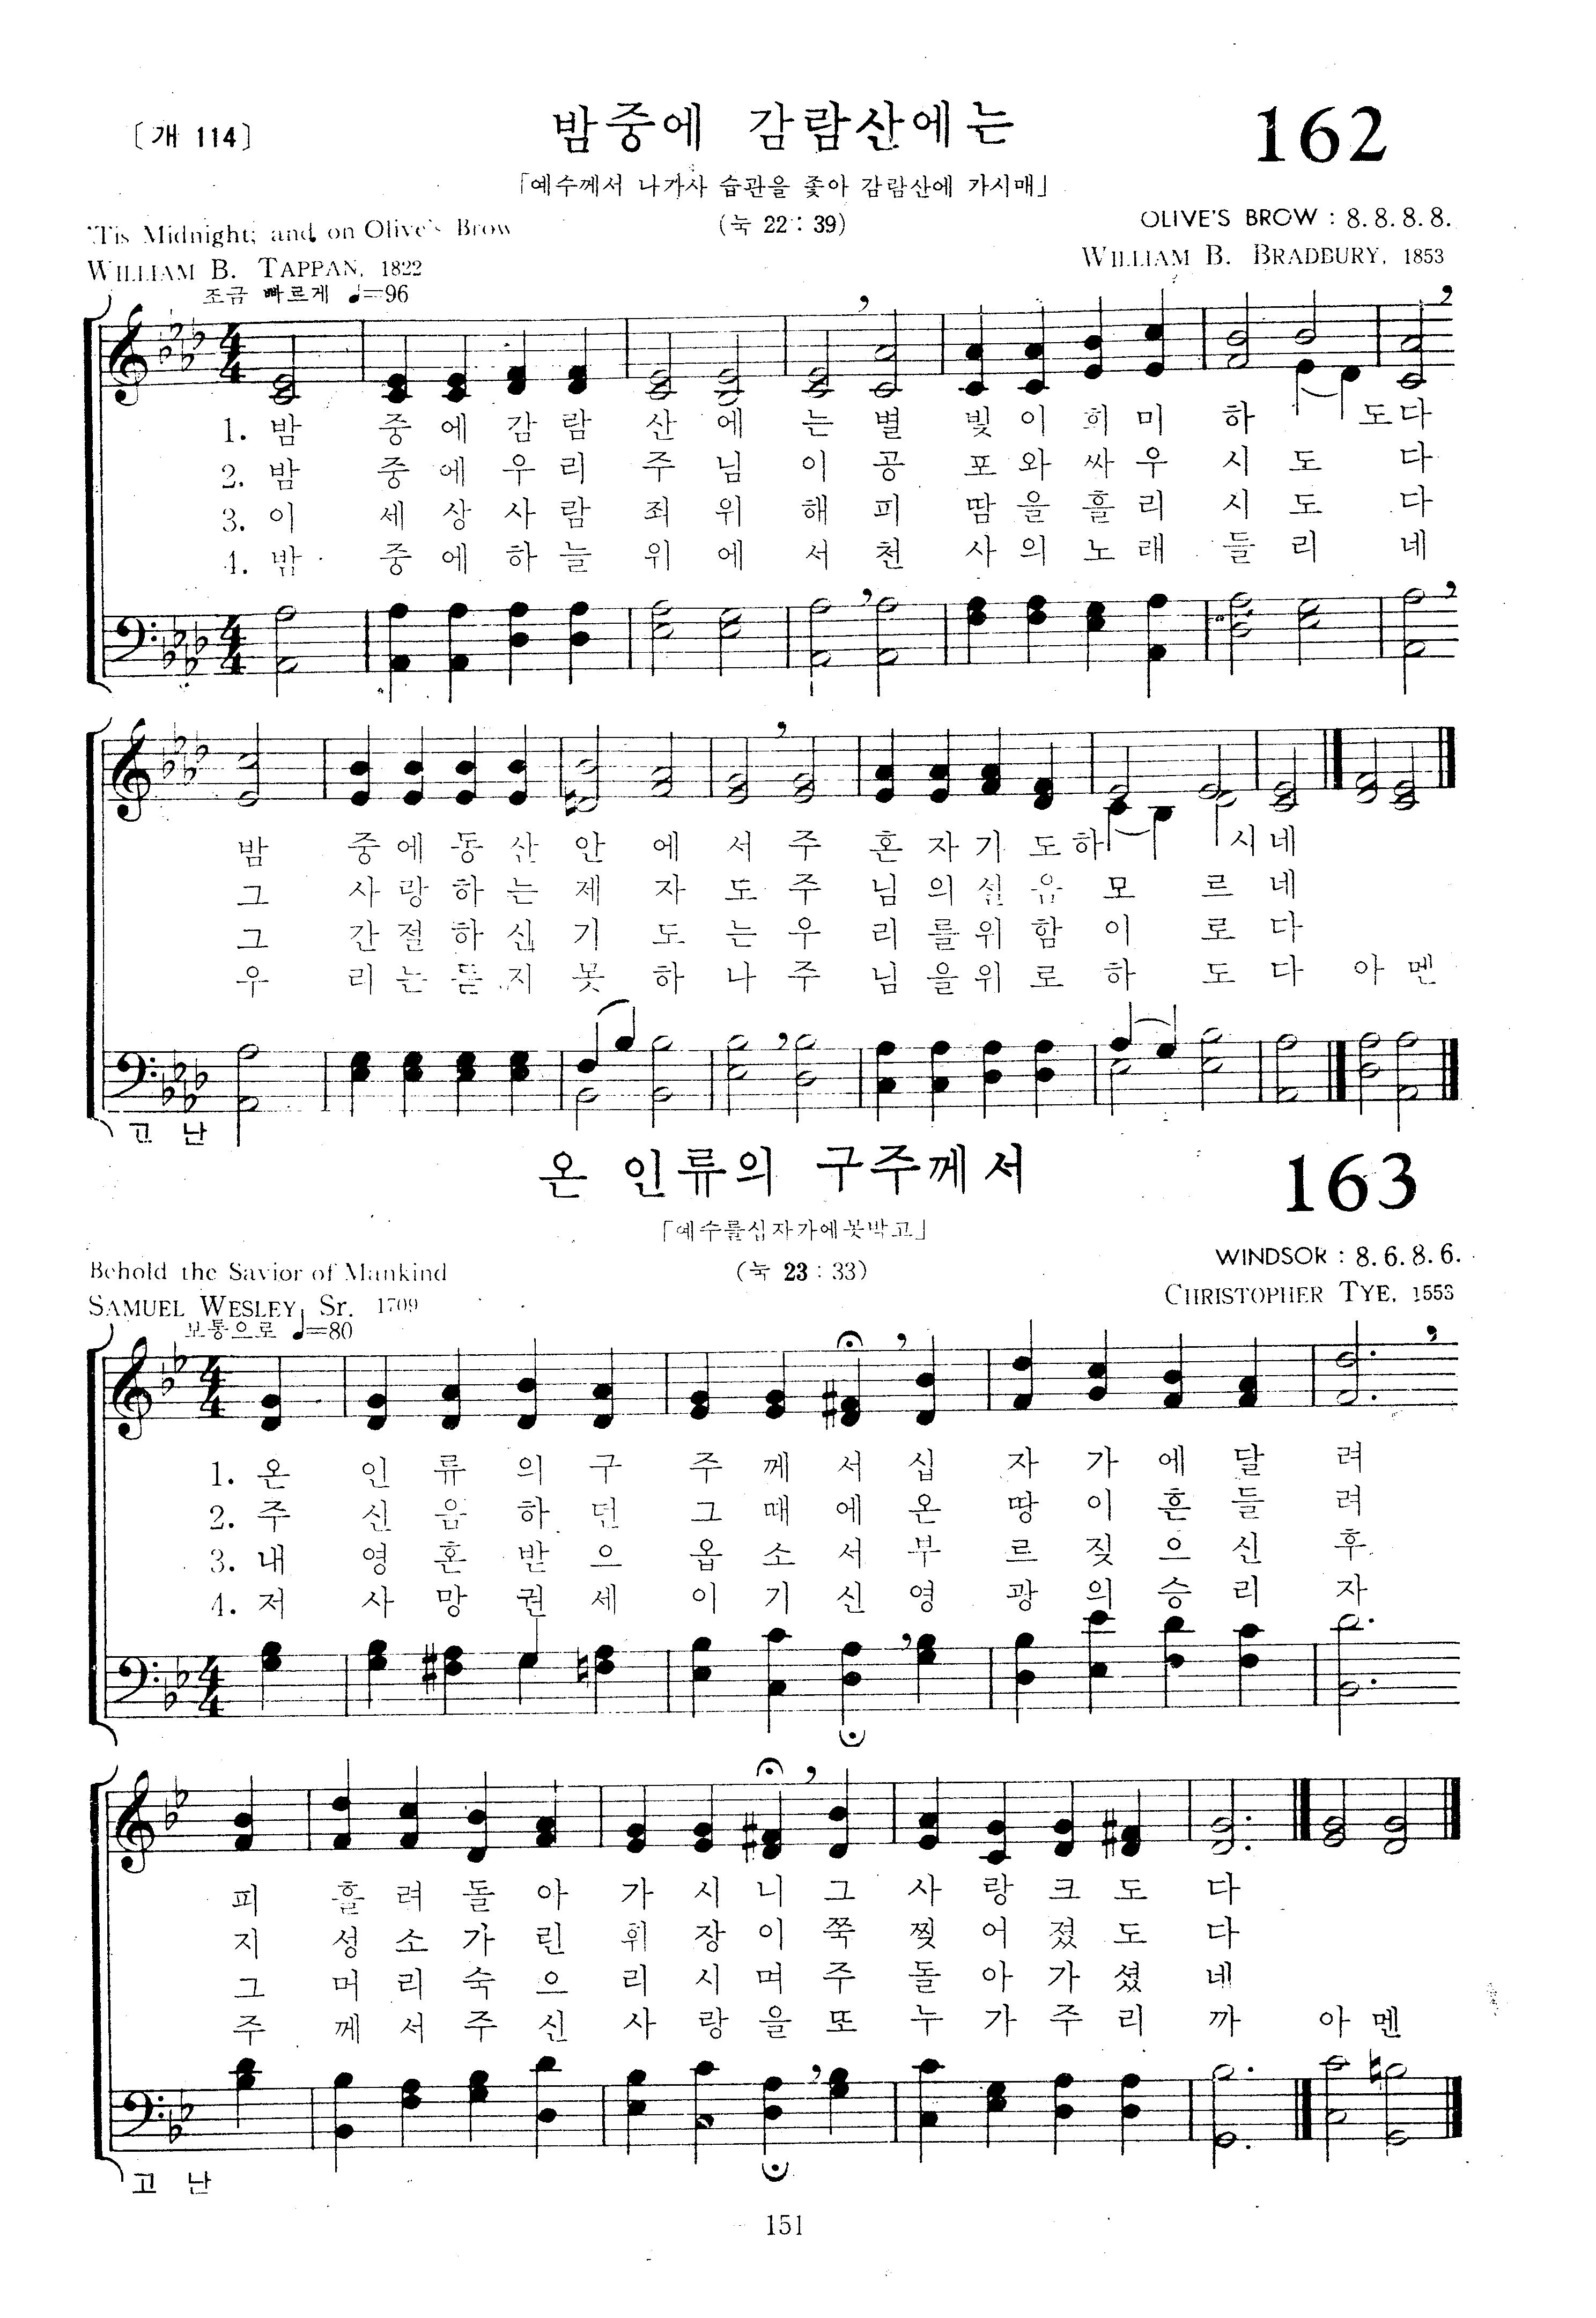 [개 114]
밤중에 감람산에는
162
「예수께서 나가사 습관을 좇아 감람산에 가시매」
(눅 22 : 39)
'Tis Midnight; and on Olive's Brow
OLIVE'S BROW : 8.8.8.8.
WILLIAM B. TAPPAN, 1822
WILLIAM B. BRADBURY, 1853
조금 빠르게 ♩=96
1. 밤 중에감람 산에 는별 빛이희미 하 도다
2. 밤 중에우리 주님 이공 포와싸우 시도 다
3. 이 세상사람 죄위 해피 땀을흘리 시도 다
4. 밤 중에하늘 위에 서천 사의노래 들리 네
밤 중에동산 안에 서주 혼자기도하 시네
그 사랑하는 제자 도주 님의설움 모르 네
그 간절하신 기도 는우 리를위함 이로 다
우 리는듣지 못하 나주 님을위로 하도 다 아멘
고 난
온 인류의 구주께서
163
「예수를십자가에못박고」
(눅 23 : 33)
Behold the Savior of Mankind
WINDSOR : 8.6.8.6.
SAMUEL WESLEY, Sr. 1709
CHRISTOPHER TYE, 1553
보통으로 ♩=80
1. 온 인류의구 주께서십 자가에달 려
2. 주 신음하던 그때에온 땅이흔들 려
3. 내 영혼받으 옵소서부 르짖으신 후
4. 저 사망권세 이기신영 광의승리 자
피 흘려돌아 가시니그 사랑크도 다
지 성소가린 휘장이쭉 찢어졌도 다
그 머리숙으 리시며주 돌아가셨 네
주 께서주신 사랑을또 누가주리 까 아멘
고 난
151